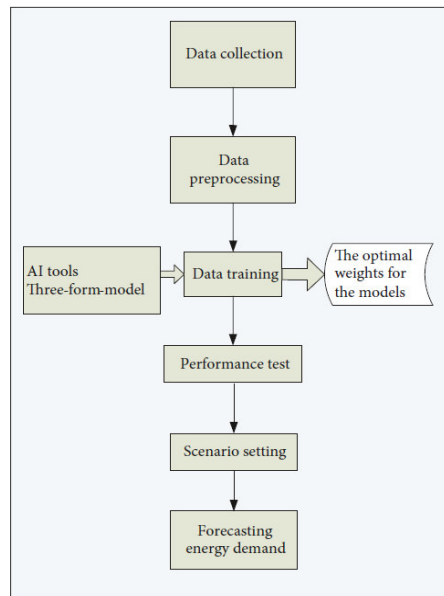 Data collection
Data
preprocessing
AI tools
Three-form-model
Data training
The optimal
weights for
the models
Performance test
Scenario setting
Forecasting
energy demand